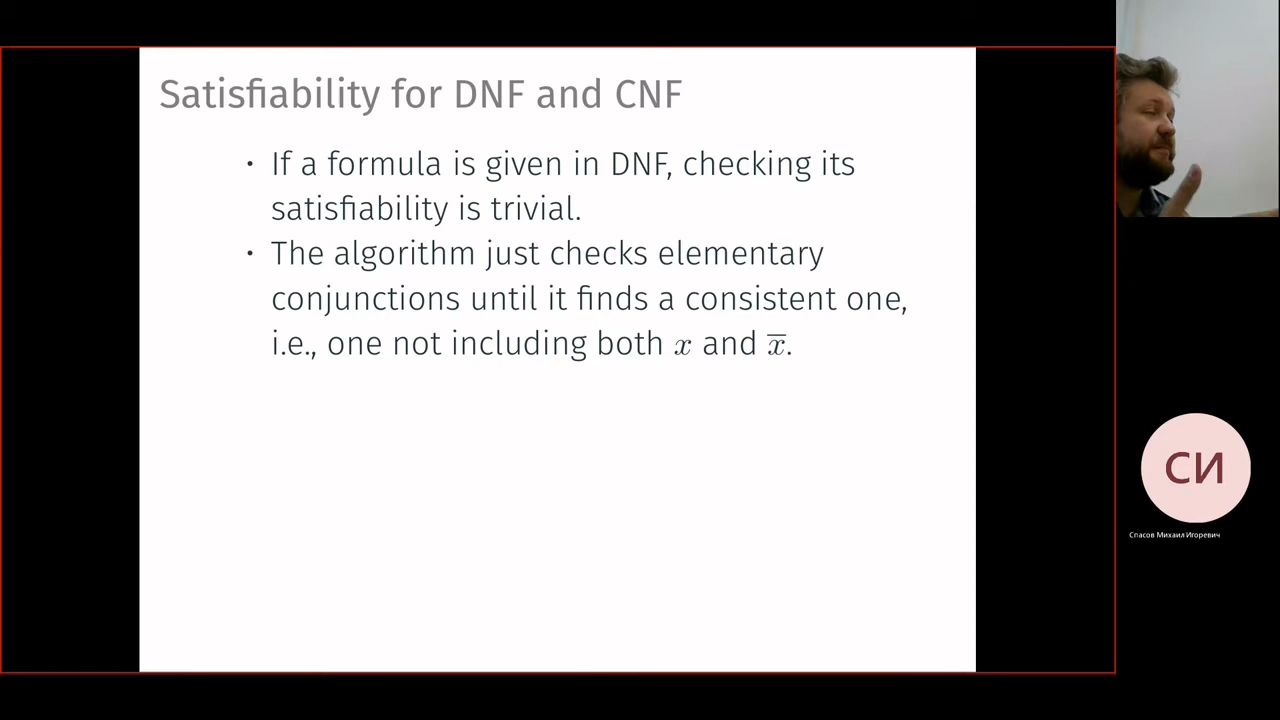 Satisfiability for DNF and CNF
• If a formula is given in DNF, checking its
satisfiability is trivial.
• The algorithm just checks elementary
conjunctions until it finds a consistent one,
i.e., one not including both x and x̅.
СИ
Спасов Михаил Игоревич